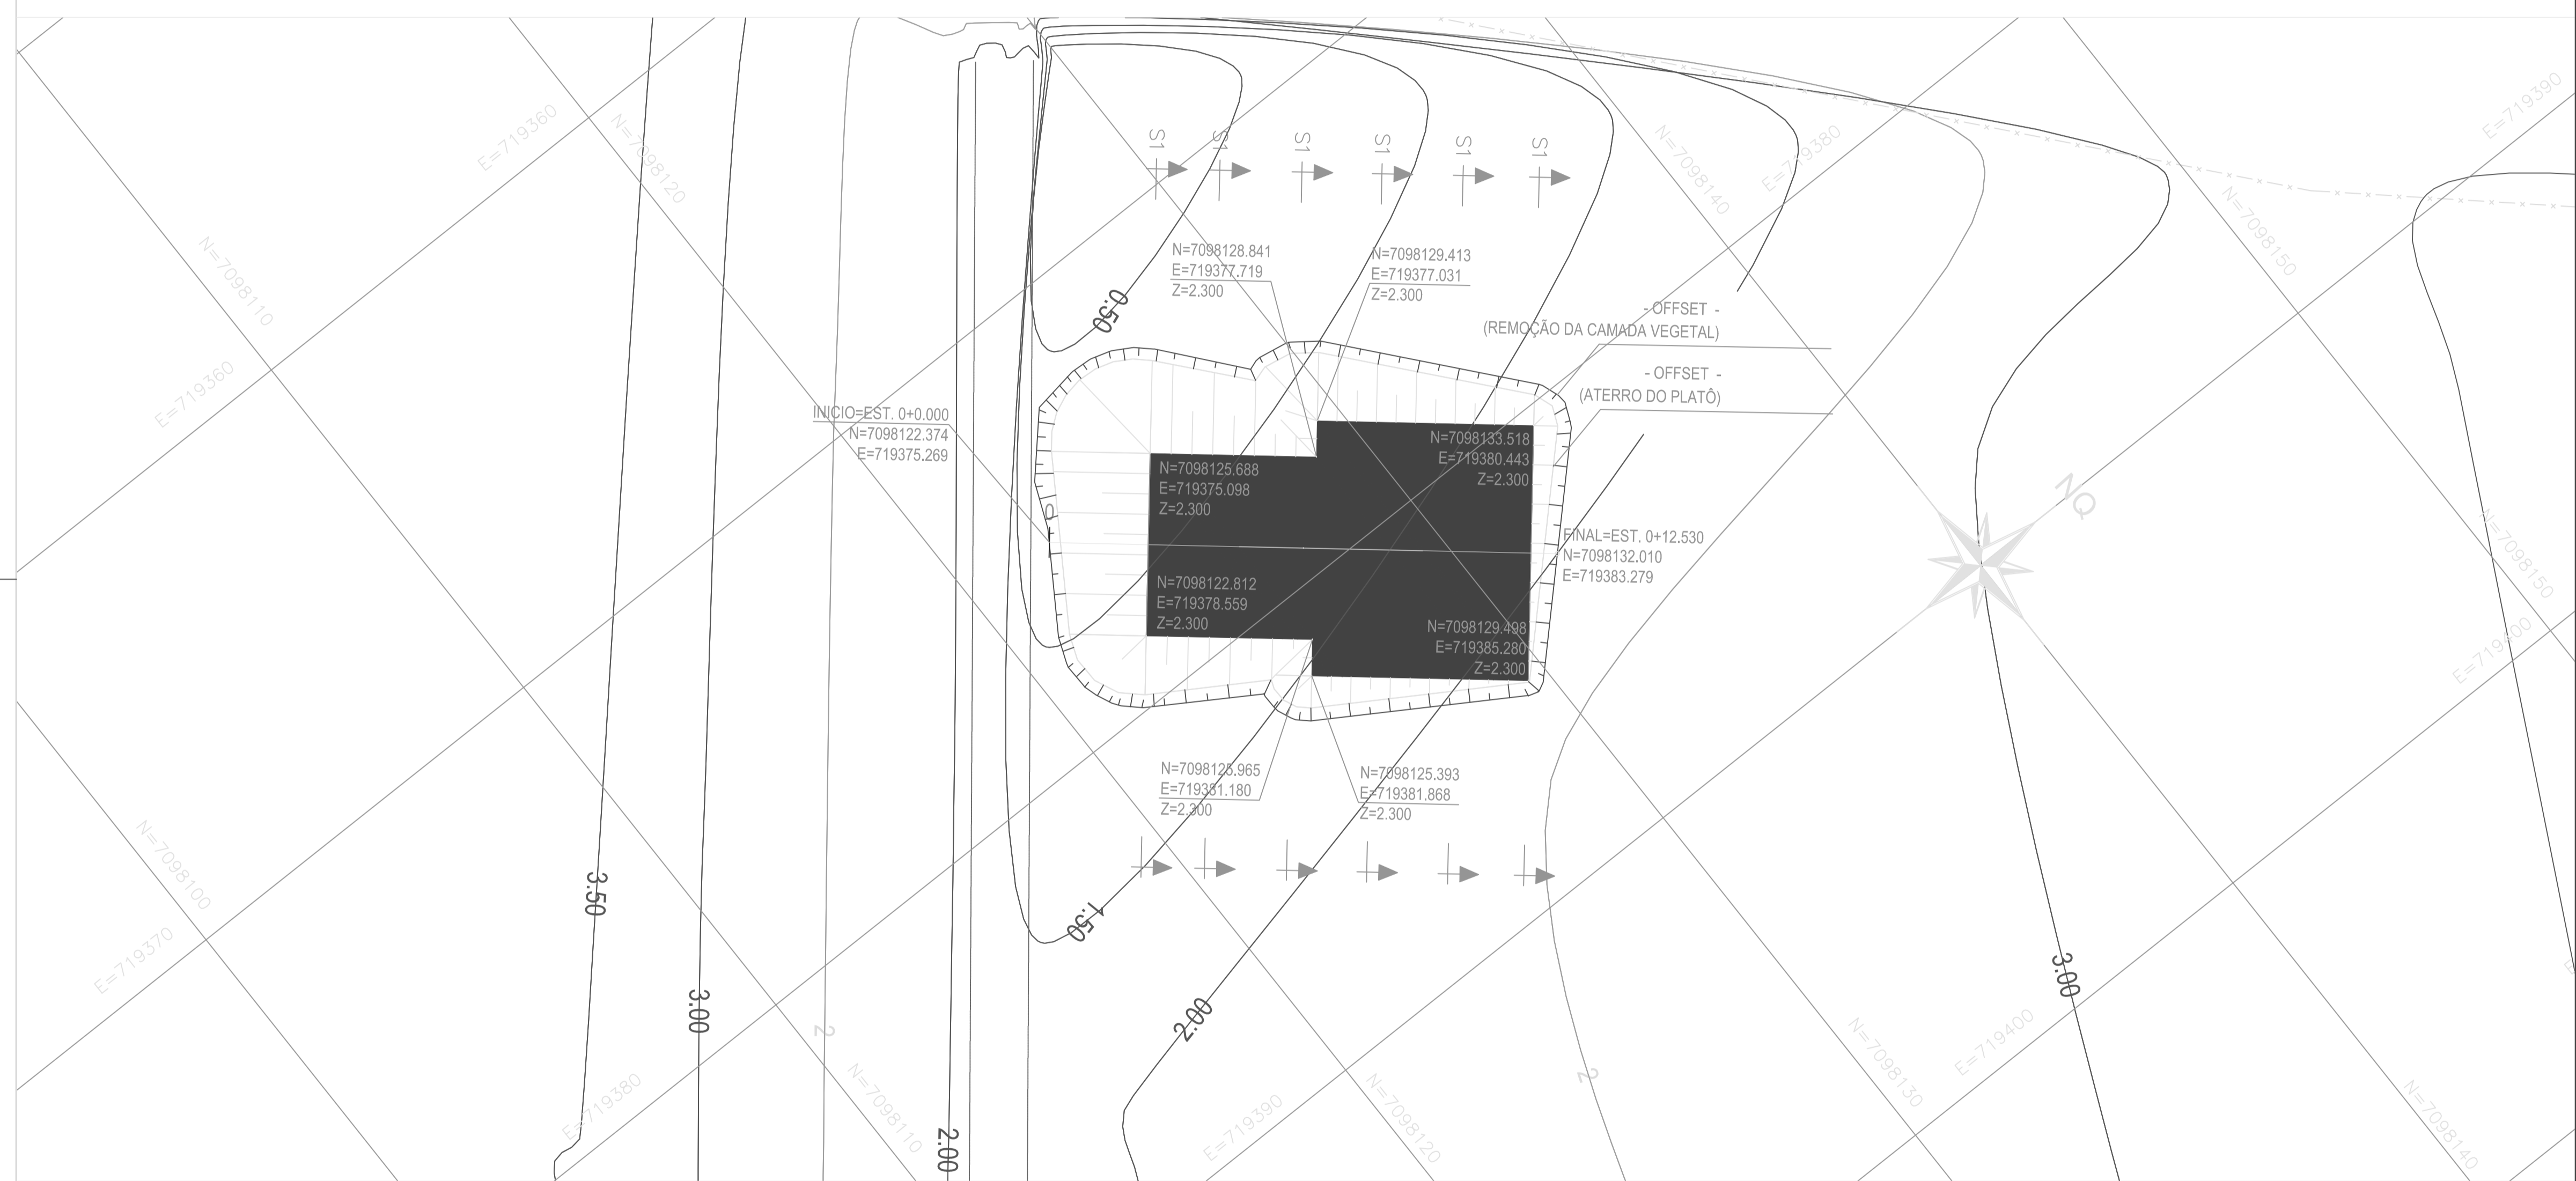 E=719360
N=7098120
N=7098110
E=719360
S1
S1
S1
S1
S1
S1
N=7098140
E=719380
E=719390
N=7098150
N=7098128.841
E=719377.719
Z=2.300
N=7098129.413
E=719377.031
Z=2.300
0.50
- OFFSET -
(REMOÇÃO DA CAMADA VEGETAL)
- OFFSET -
(ATERRO DO PLATÔ)
INICIO=EST. 0+0.000
N=7098122.374
E=719375.269
0
N=7098125.688
E=719375.098
Z=2.300
N=7098133.518
E=719380.443
Z=2.300
NQ
FINAL=EST. 0+12.530
N=7098132.010
E=719383.279
N=7098150
N=7098122.812
E=719378.559
Z=2.300
N=7098129.498
E=719385.280
Z=2.300
E=719400
N=7098125.965
E=719381.180
Z=2.300
N=7098125.393
E=719381.868
Z=2.300
N=7098100
E=719370
3.50
3.00
1.50
2.00
3.00
2
2
E=719380
N=7098110
2.00
E=719390
N=7098120
E=719400
N=7098130
N=7098140